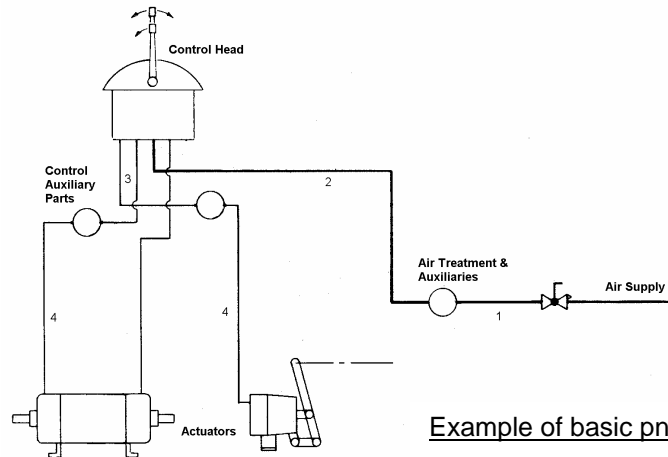 Control Head
Control
Auxiliary
Parts
3
2
Air Treatment &
Auxiliaries
Air Supply
1
4
4
Actuators
Example of basic pn